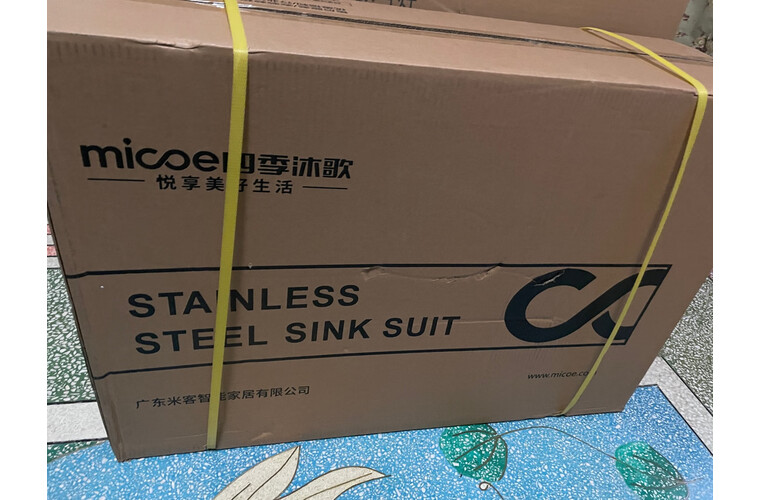 micoe四季沐歌
悦享美好生活
STAINLESS
STEEL SINK SUIT
广东米客智能家居有限公司
www.micoe.com